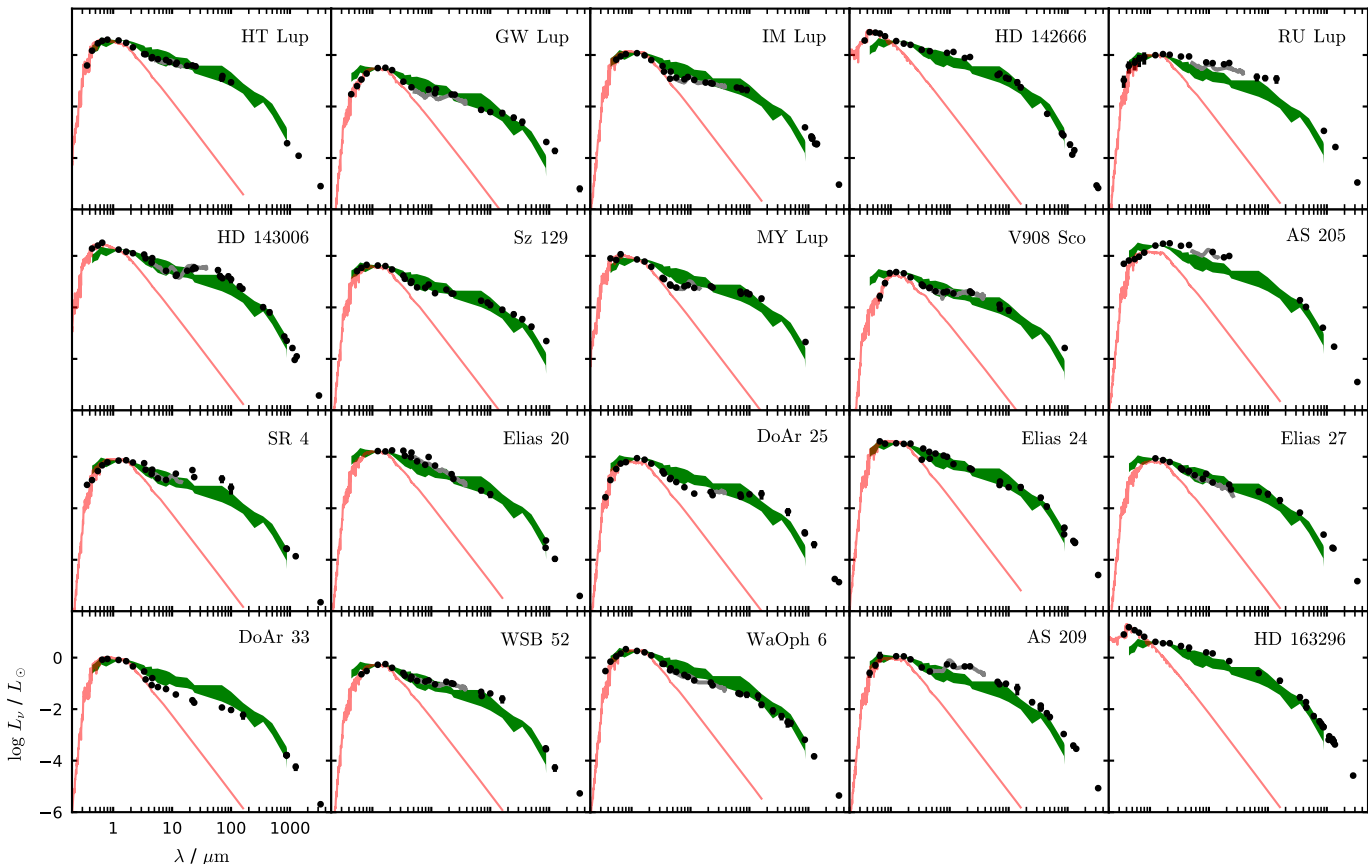 HT Lup
GW Lup
IM Lup
HD 142666
RU Lup
HD 143006
Sz 129
MY Lup
V908 Sco
AS 205
SR 4
Elias 20
DoAr 25
Elias 24
Elias 27
DoAr 33
WSB 52
WaOph 6
AS 209
HD 163296
0
−2
−4
−6
log Lν / L⊙
1 10 100 1000
λ / μm